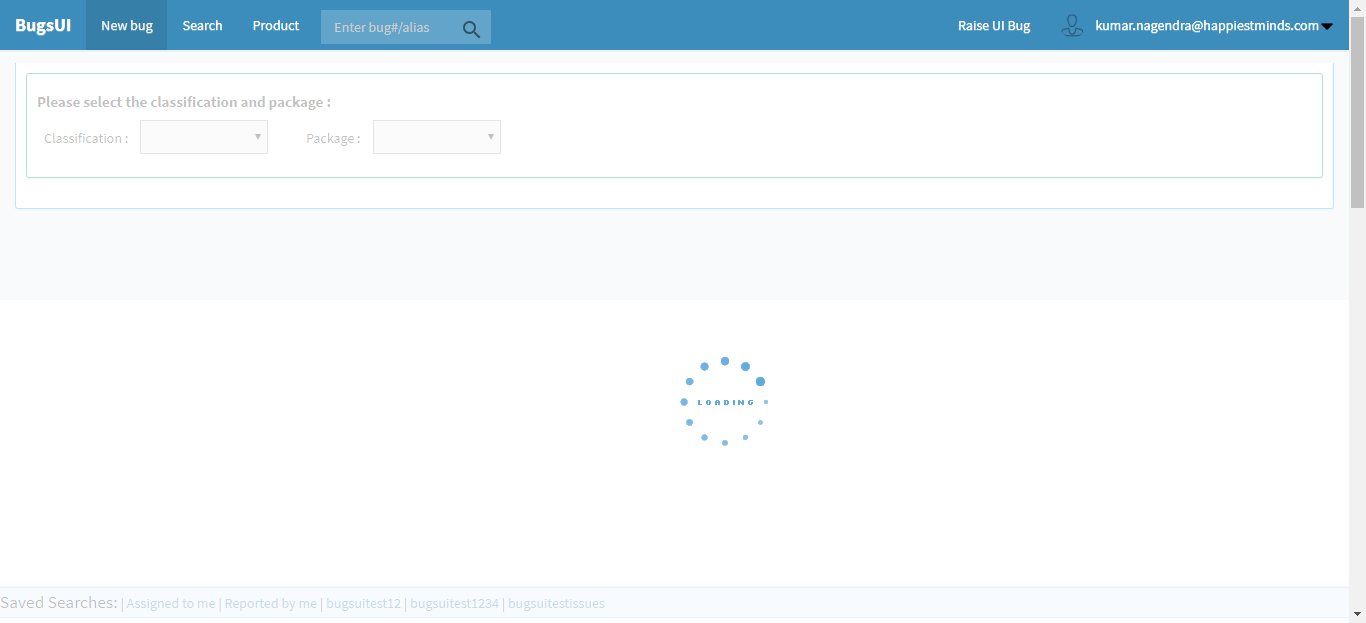 BugsUI New bug Search Product Enter bug#/alias Raise UI Bug kumar.nagendra@happiestminds.com
Please select the classification and package :
Classification : Package :
LOADING
Saved Searches: | Assigned to me | Reported by me | bugsuitest12 | bugsuitest1234 | bugsuitestissues